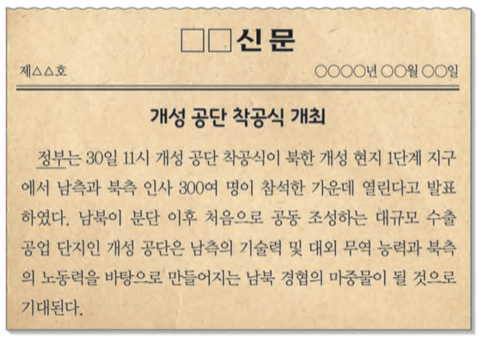 □□신문
제△△호 ○○○○년 ○○월 ○○일
개성 공단 착공식 개최
정부는 30일 11시 개성 공단 착공식이 북한 개성 현지 1단계 지구
에서 남측과 북측 인사 300여 명이 참석한 가운데 열린다고 발표
하였다. 남북이 분단 이후 처음으로 공동 조성하는 대규모 수출
공업 단지인 개성 공단은 남측의 기술력 및 대외 무역 능력과 북측
의 노동력을 바탕으로 만들어지는 남북 경협의 마중물이 될 것으로
기대된다.